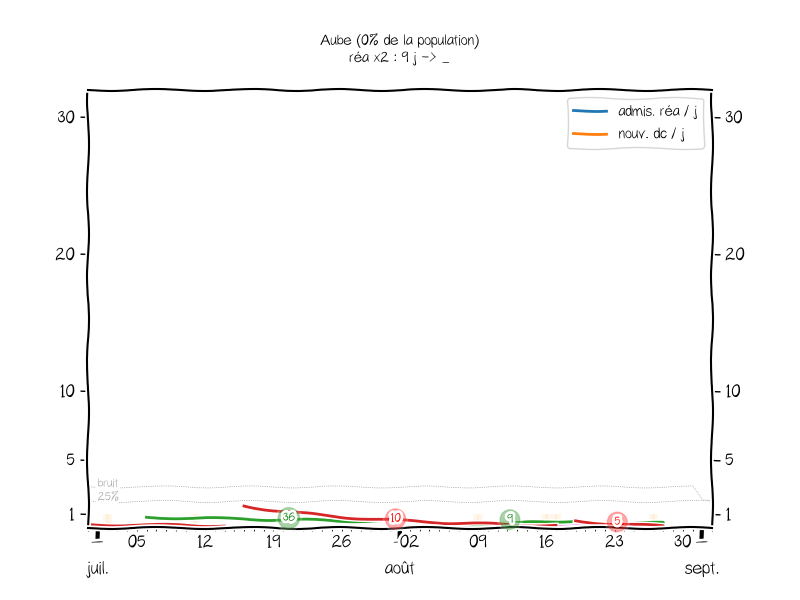 Aube (0% de la population)
réa x2 : 9 j -> _
admis. réa / j
nouv. dc / j
30 30
20 20
10 10
5 5
bruit
25%
1 1
36 10 9 5
05 12 19 26 02 09 16 23 30
juil. août sept.